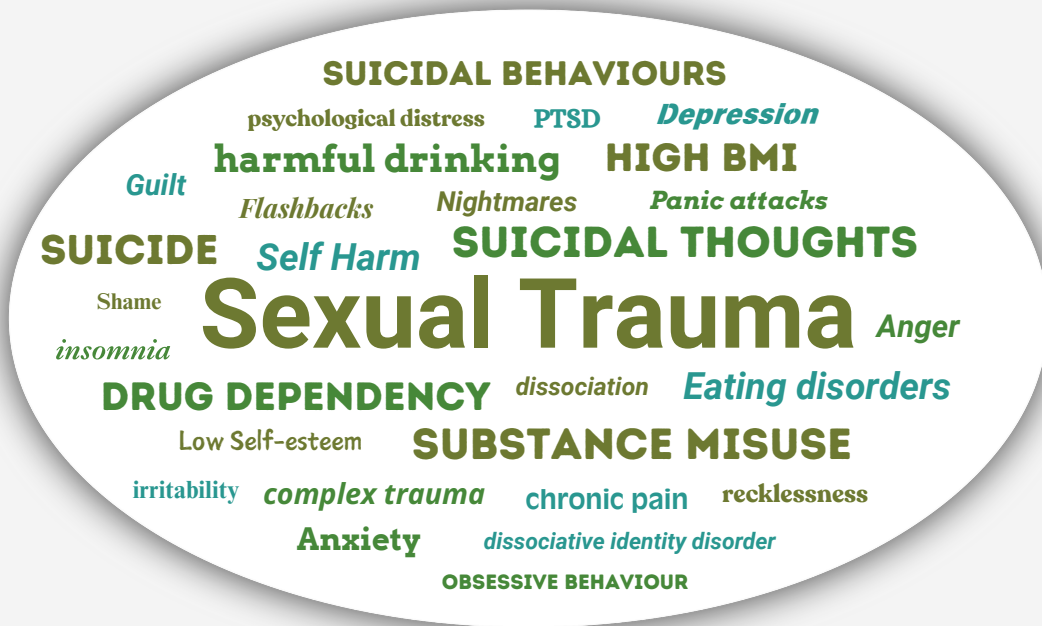 SUICIDAL BEHAVIOURS
psychological distress PTSD Depression
harmful drinking HIGH BMI
Guilt Flashbacks Nightmares Panic attacks
SUICIDE Self Harm SUICIDAL THOUGHTS
Shame Sexual Trauma Anger
insomnia
DRUG DEPENDENCY dissociation Eating disorders
Low Self-esteem SUBSTANCE MISUSE
irritability complex trauma chronic pain recklessness
Anxiety dissociative identity disorder
OBSESSIVE BEHAVIOUR